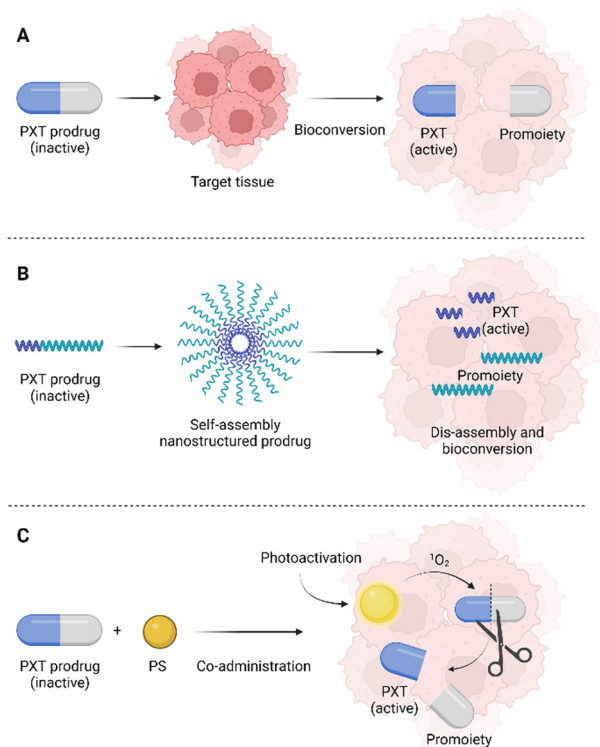 A
PXT prodrug
(inactive)
Target tissue
Bioconversion
PXT
(active)
Promoiety
B
PXT prodrug
(inactive)
Self-assembly
nanostructured prodrug
PXT
(active)
Promoiety
Dis-assembly and
bioconversion
C
Photoactivation
¹O₂
PXT prodrug
(inactive)
+
PS
Co-administration
PXT
(active)
Promoiety